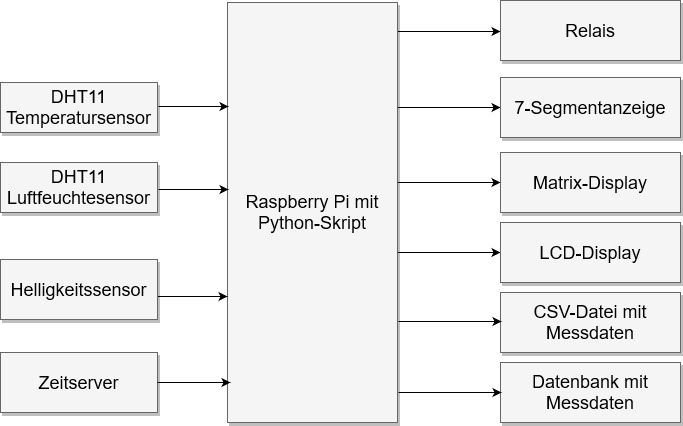 DHT11
Temperatursensor
DHT11
Luftfeuchtesensor
Helligkeitssensor
Zeitserver
Raspberry Pi mit
Python-Skript
Relais
7-Segmentanzeige
Matrix-Display
LCD-Display
CSV-Datei mit
Messdaten
Datenbank mit
Messdaten